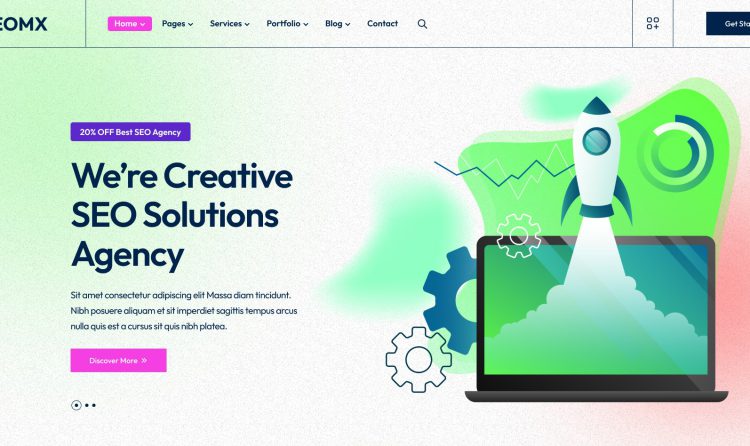 EOMX
Home
Pages
Services
Portfolio
Blog
Contact
Get Sta
20% OFF Best SEO Agency
We're Creative
SEO Solutions
Agency
Sit amet consectetur adipiscing elit Massa diam tincidunt.
Nibh posuere aliquam et sit imperdiet sagittis tempus arcus
nulla quis est a cursus sit quis nibh platea.
Discover More »